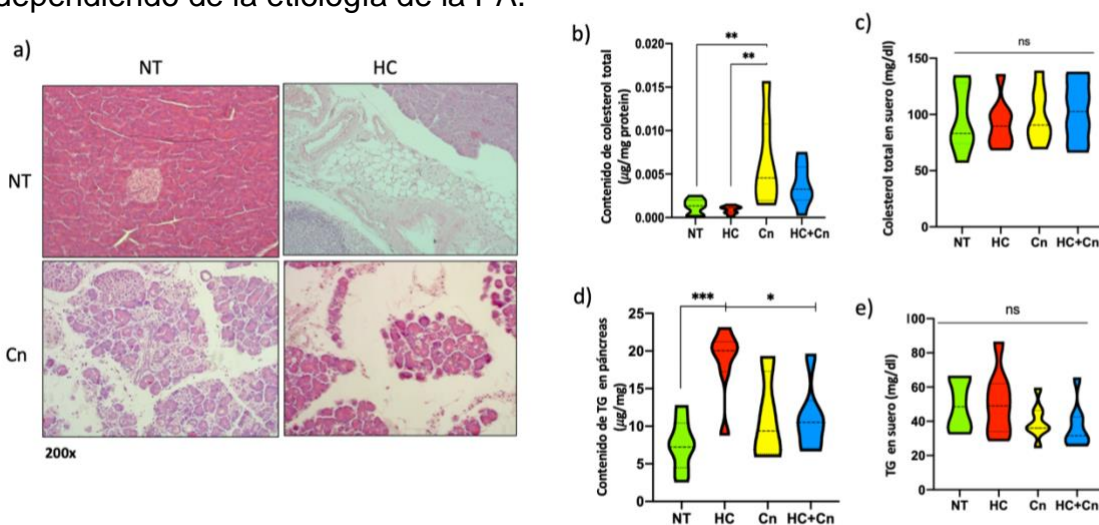 dependiendo de la etiología de la PA.
a)
NT HC
NT
Cn
200x
b)
Contenido de colesterol total
(µg/mg protein)
0.020
0.015
0.010
0.005
0.000
** 
**
NT HC Cn HC+Cn
c)
Colesterol total en suero (mg/dl)
150
100
50
0
ns
NT HC Cn HC+Cn
d)
Contenido de TG en páncreas
(µg/mg)
25
20
15
10
5
0
*** *
NT HC Cn HC+Cn
e)
TG en suero (mg/dl)
100
80
60
40
20
0
ns
NT HC Cn HC+Cn